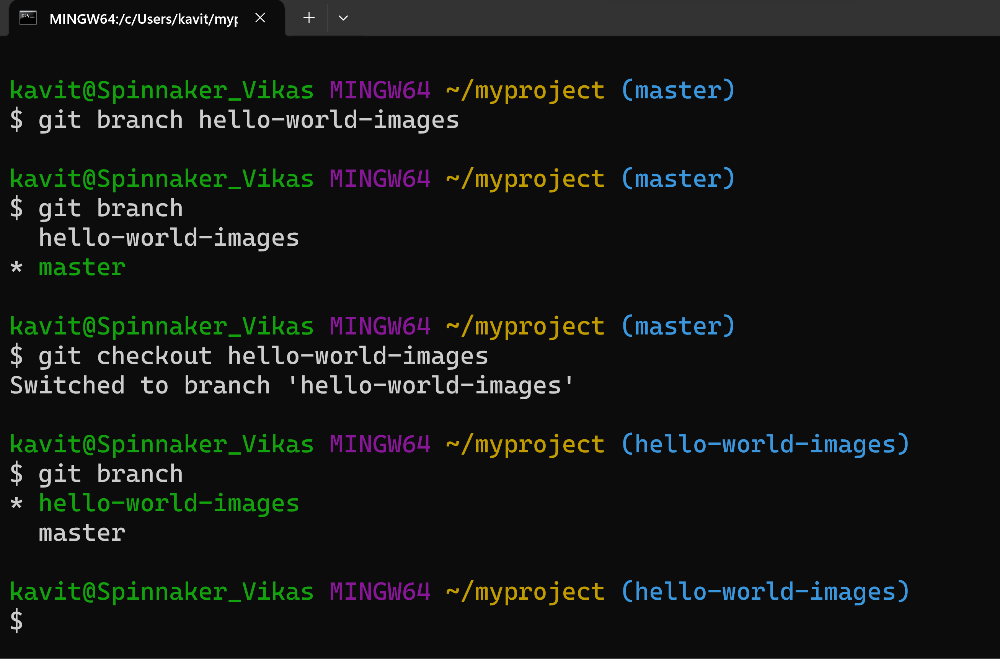 MINGW64:/c/Users/kavit/myp
kavit@Spinnaker_Vikas MINGW64 ~/myproject (master)
$ git branch hello-world-images
kavit@Spinnaker_Vikas MINGW64 ~/myproject (master)
$ git branch
  hello-world-images
* master
kavit@Spinnaker_Vikas MINGW64 ~/myproject (master)
$ git checkout hello-world-images
Switched to branch 'hello-world-images'
kavit@Spinnaker_Vikas MINGW64 ~/myproject (hello-world-images)
$ git branch
* hello-world-images
  master
kavit@Spinnaker_Vikas MINGW64 ~/myproject (hello-world-images)
$